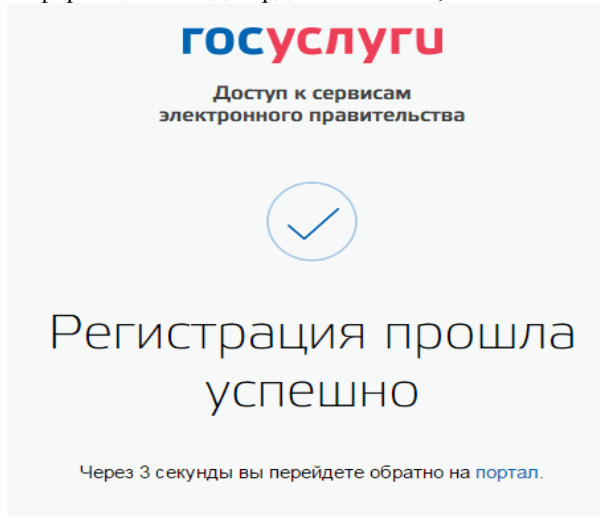 госуслуги
Доступ к сервисам
электронного правительства
Регистрация прошла
успешно
Через 3 секунды вы перейдете обратно на портал.